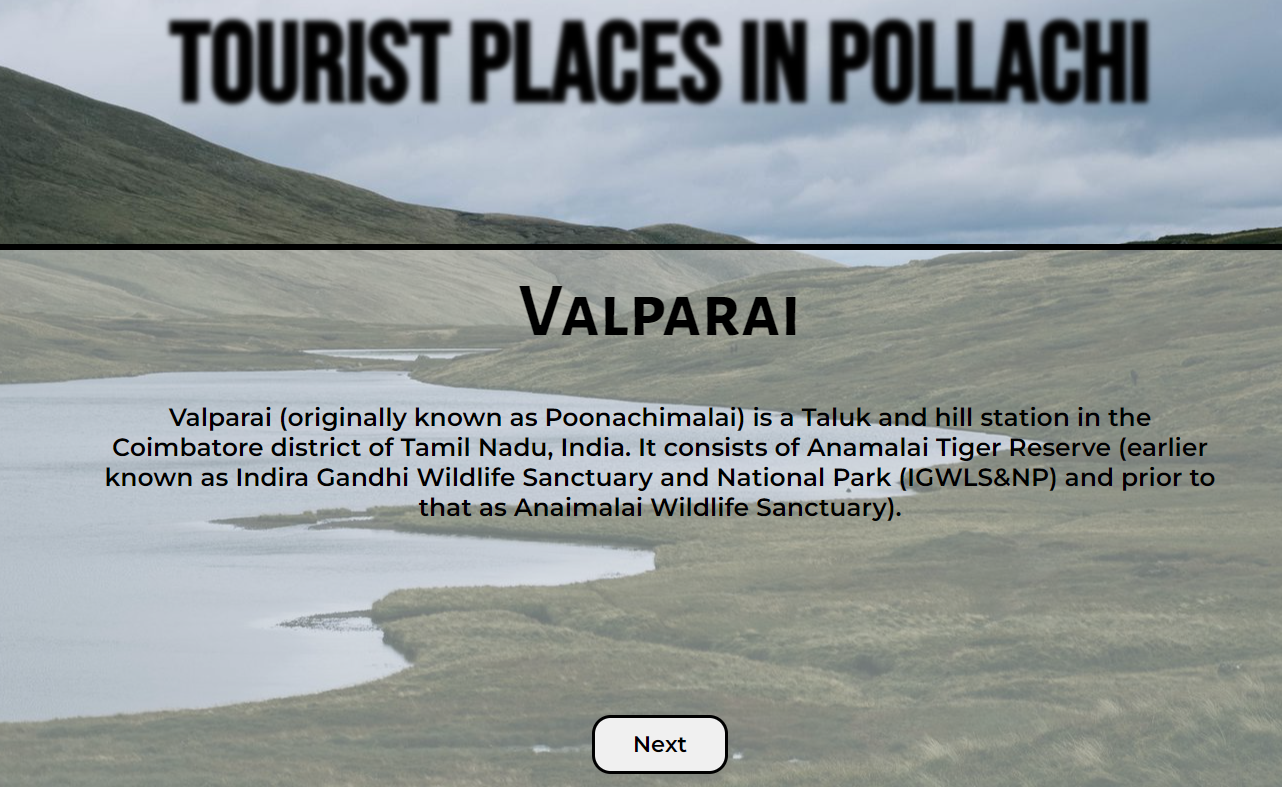 TOURIST PLACES IN POLLACHI
Valparai
Valparai (originally known as Poonachimalai) is a Taluk and hill station in the
Coimbatore district of Tamil Nadu, India. It consists of Anamalai Tiger Reserve (earlier
known as Indira Gandhi Wildlife Sanctuary and National Park (IGWLS&NP) and prior to
that as Anaimalai Wildlife Sanctuary).
Next